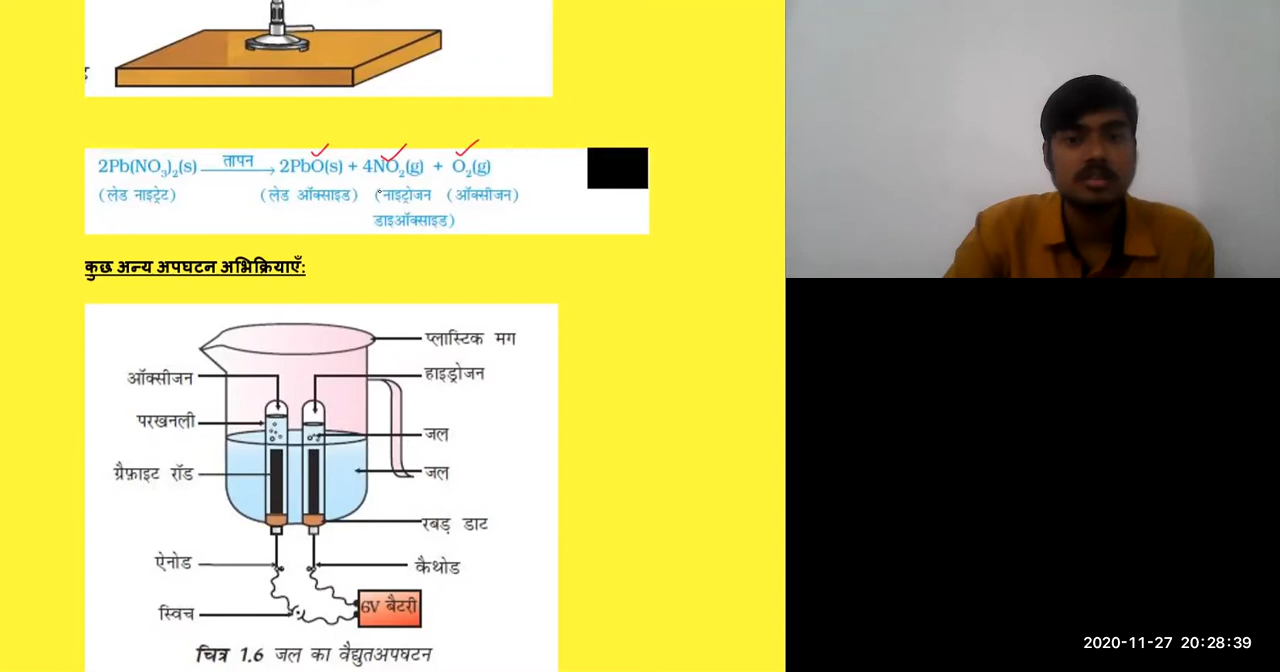 2Pb(NO₃)₂(s) तापन → 2PbO(s) + 4NO₂(g) + O₂(g)
(लेड नाइट्रेट) (लेड ऑक्साइड) (नाइट्रोजन (ऑक्सीजन)
डाइऑक्साइड)
कुछ अन्य अपघटन अभिक्रियाएँ:
प्लास्टिक मग
ऑक्सीजन हाइड्रोजन
परखनली
जल
ग्रैफ़ाइट रॉड जल
रबड़ डाट
ऐनोड कैथोड
6V बैटरी
स्विच
चित्र 1.6 जल का वैद्युतअपघटन
2020-11-27 20:28:39